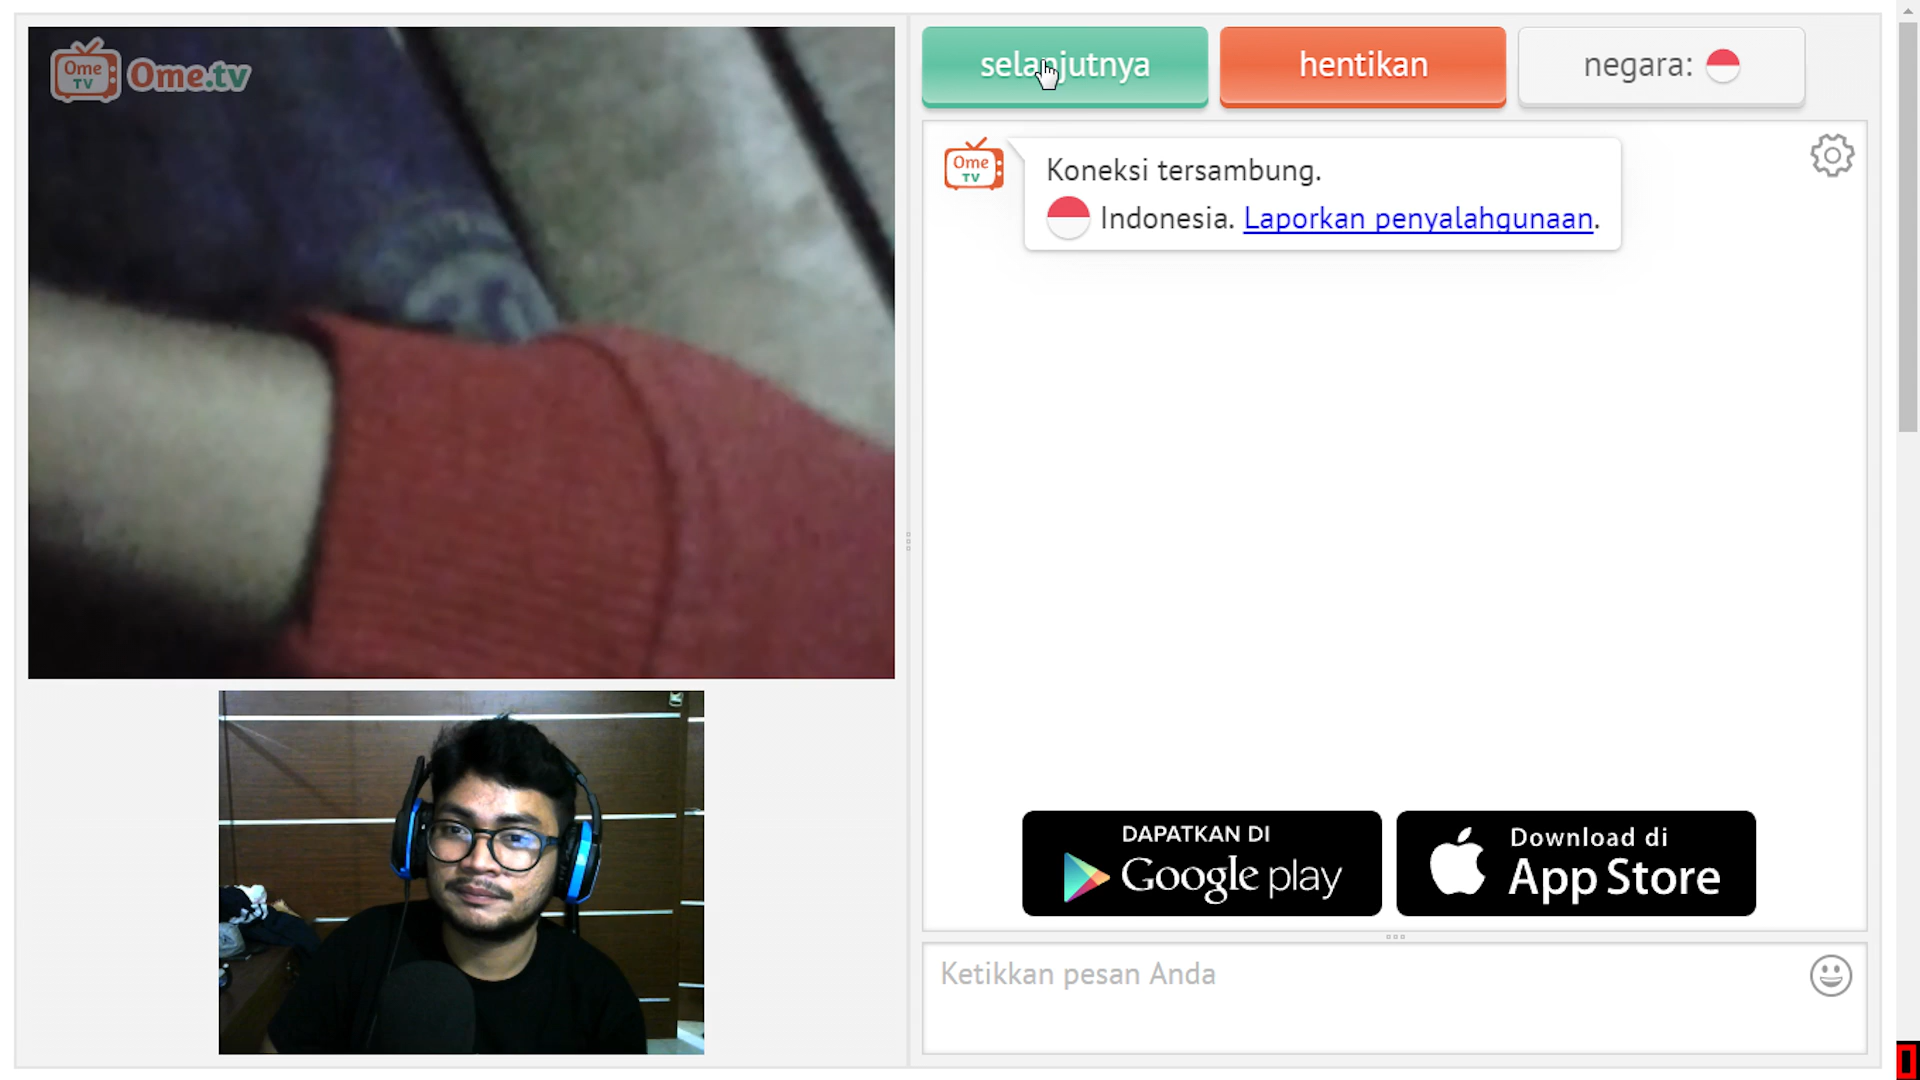 Ome
TV
Ome.tv
selanjutnya
hentikan
negara:
Ome
TV
Koneksi tersambung.
Indonesia. Laporkan penyalahgunaan.
DAPATKAN DI
Google play
Download di
App Store
Ketikkan pesan Anda